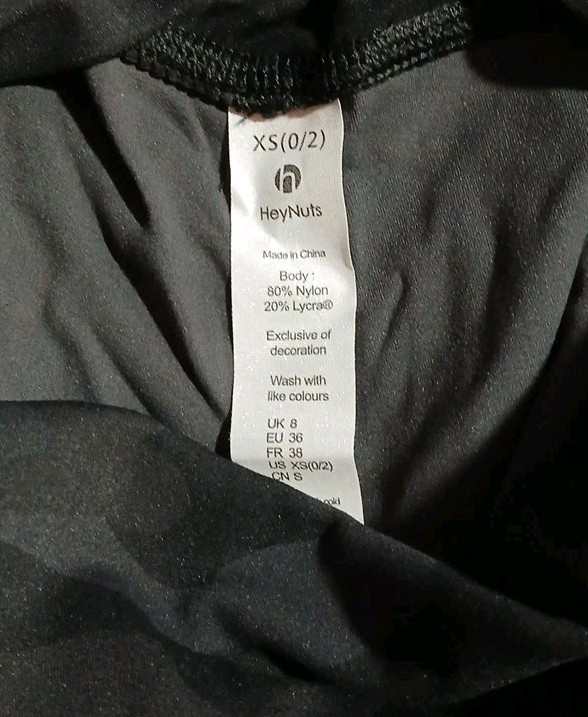 XS(0/2)
HeyNuts
Made in China
Body :
80% Nylon
20% Lycra®
Exclusive of
decoration
Wash with
like colours
UK 8
EU 36
FR 38
US XS(0/2)
CN S
cold